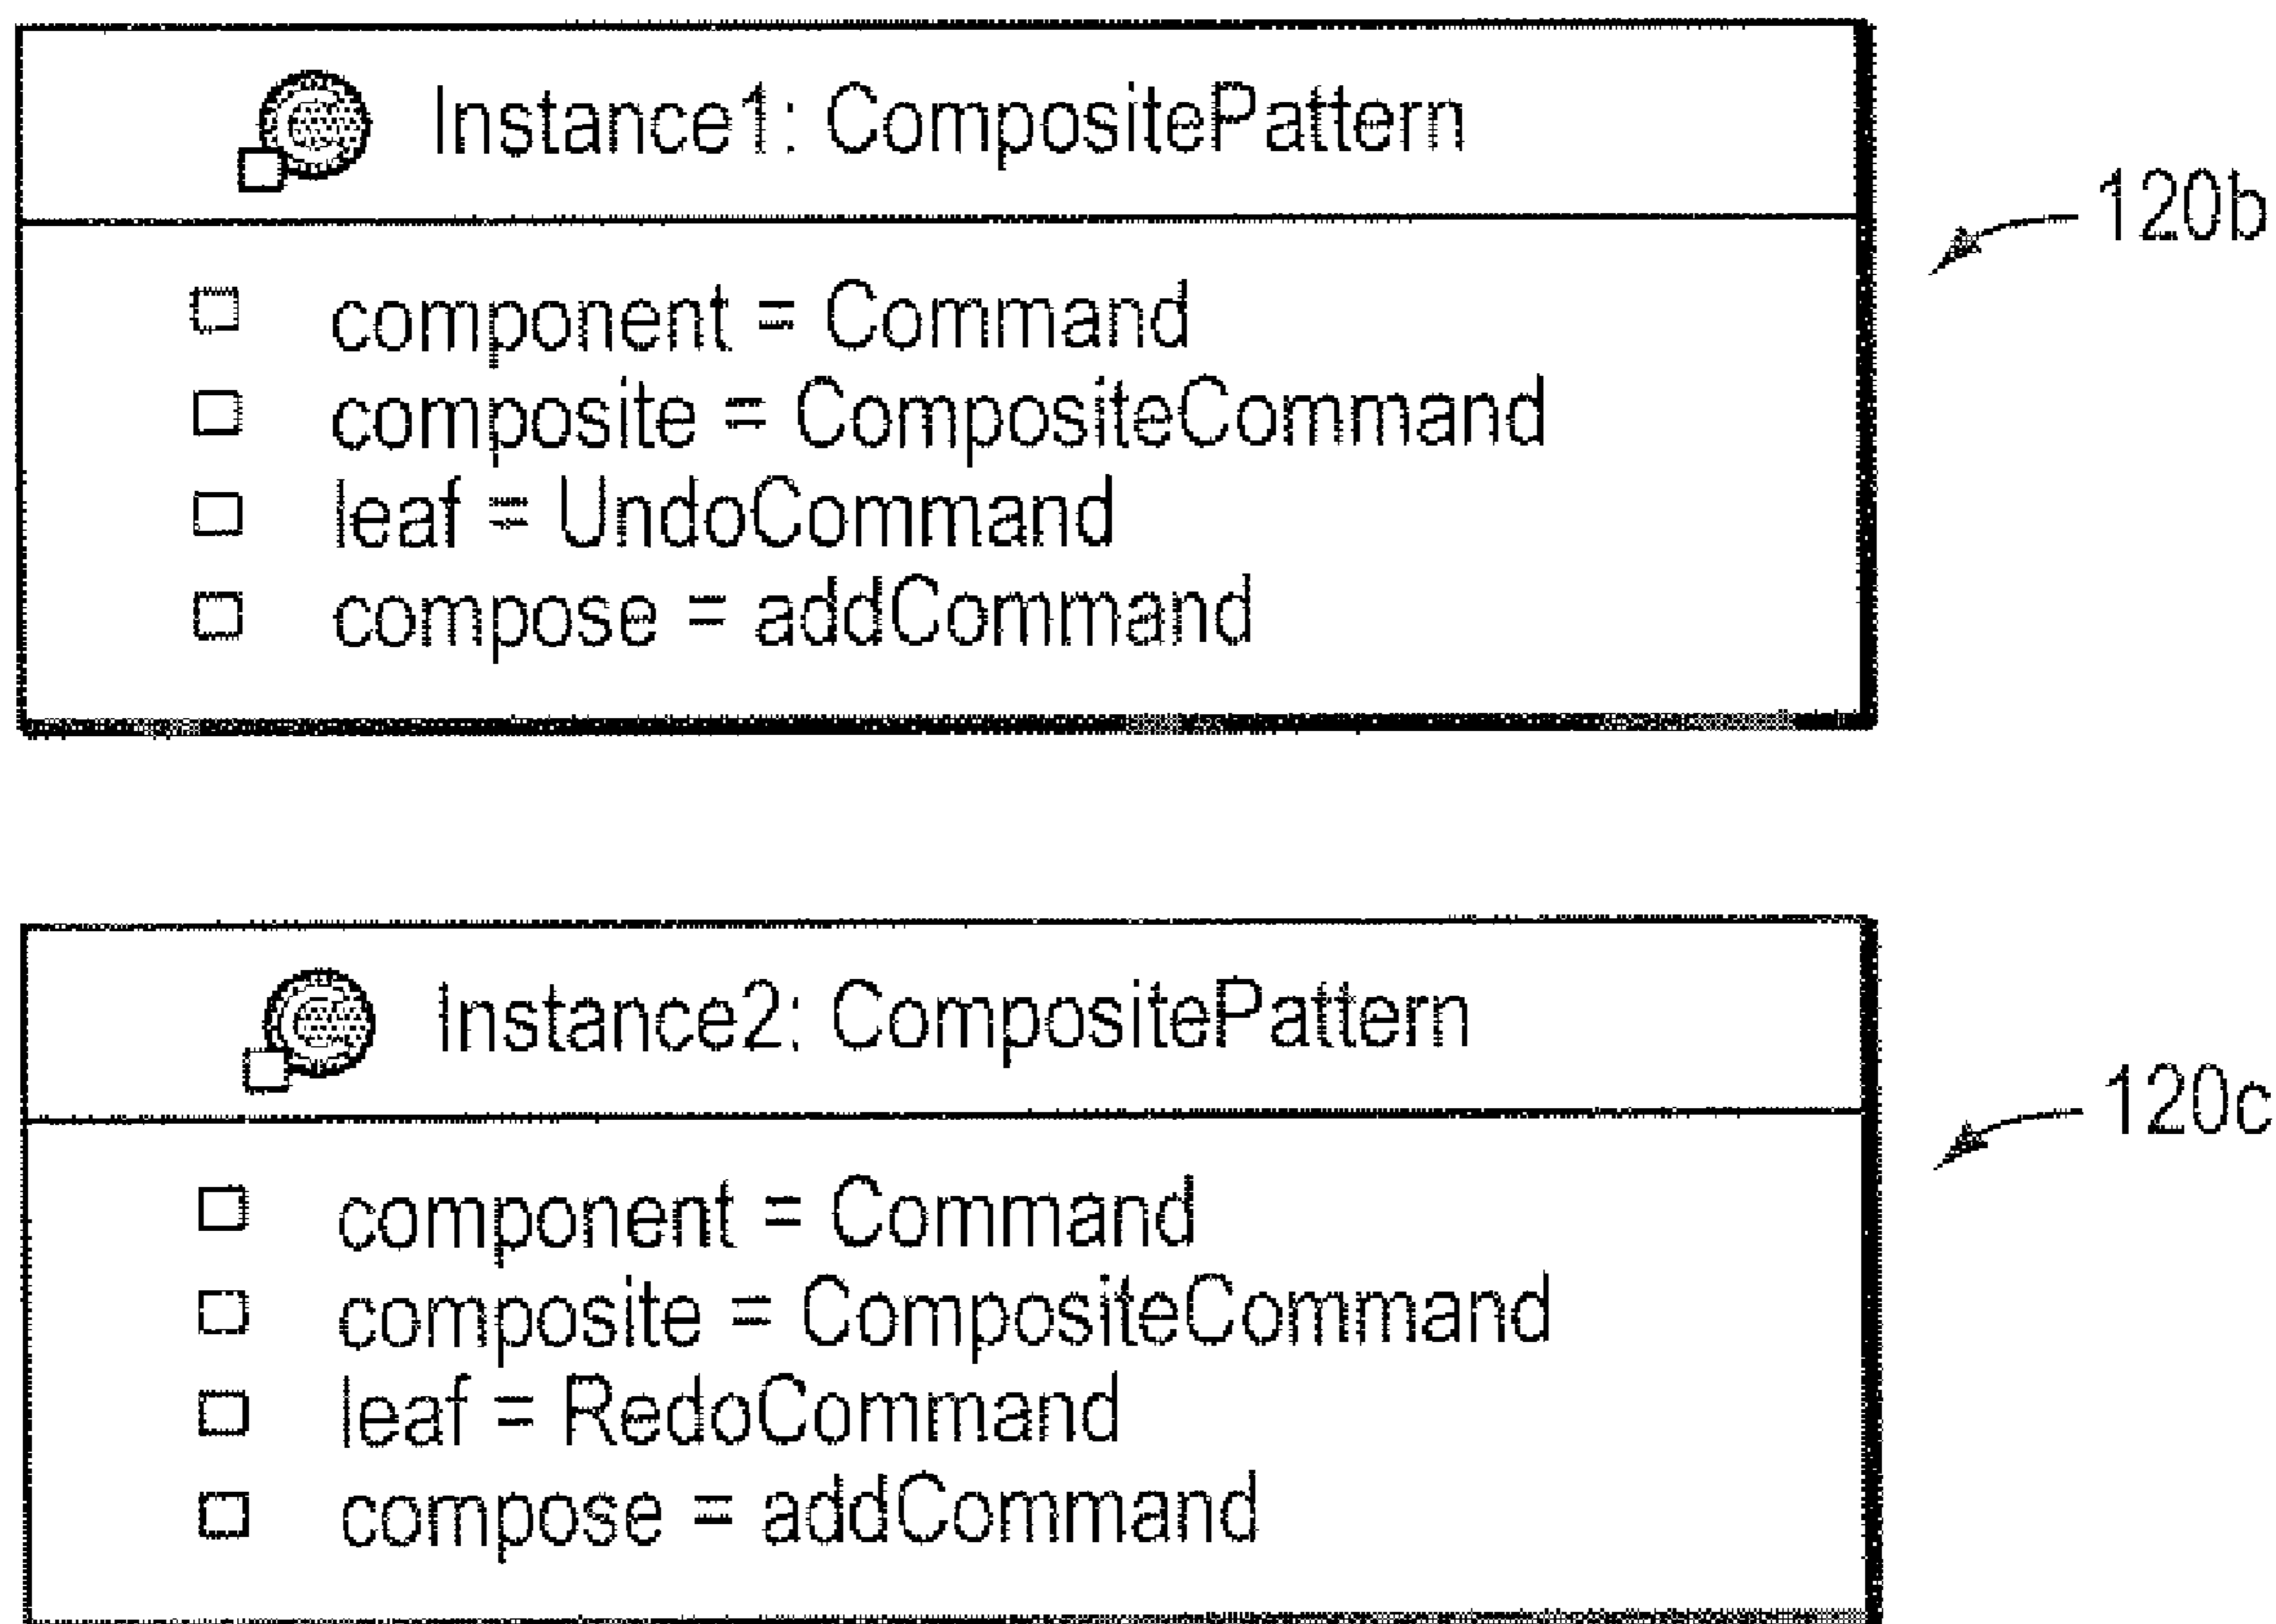 Instance1: CompositePattern
120b
component = Command
composite = CompositeCommand
leaf = UndoCommand
compose = addCommand
Instance2: CompositePattern
120c
component = Command
composite = CompositeCommand
leaf = RedoCommand
compose = addCommand